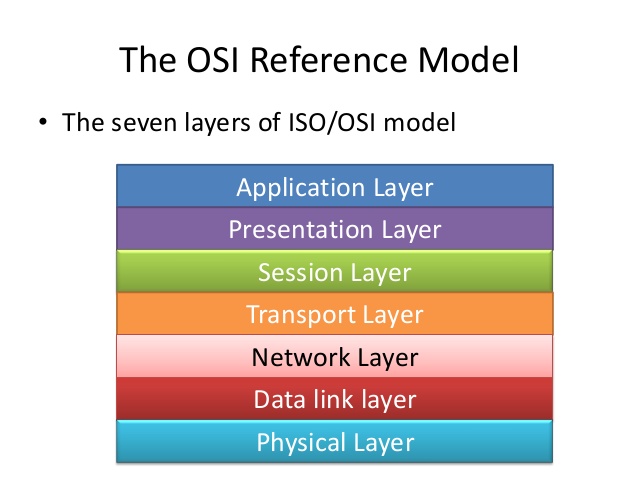 The OSI Reference Model
• The seven layers of ISO/OSI model
Application Layer
Presentation Layer
Session Layer
Transport Layer
Network Layer
Data link layer
Physical Layer